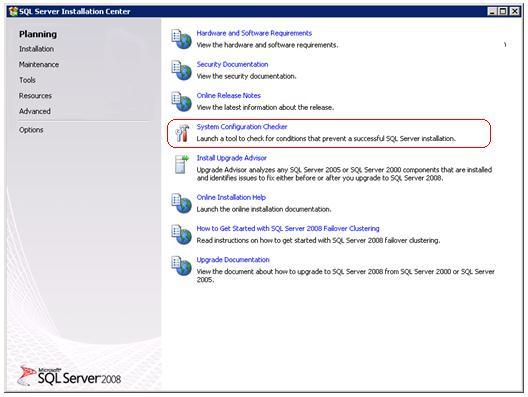 SQL Server Installation Center
Planning
Installation
Maintenance
Tools
Resources
Advanced
Options
Hardware and Software Requirements
View the hardware and software requirements.
Security Documentation
View the security documentation.
Online Release Notes
View the latest information about the release.
System Configuration Checker
Launch a tool to check for conditions that prevent a successful SQL Server installation.
Install Upgrade Advisor
Upgrade Advisor analyzes any SQL Server 2005 or SQL Server 2000 components that are installed
and identifies issues to fix either before or after you upgrade to SQL Server 2008.
Online Installation Help
Launch the online installation documentation.
How to Get Started with SQL Server 2008 Failover Clustering
Read instructions on how to get started with SQL Server 2008 failover clustering.
Upgrade Documentation
View the document about how to upgrade to SQL Server 2008 from SQL Server 2000 or SQL Server
2005.
Microsoft
SQL Server 2008